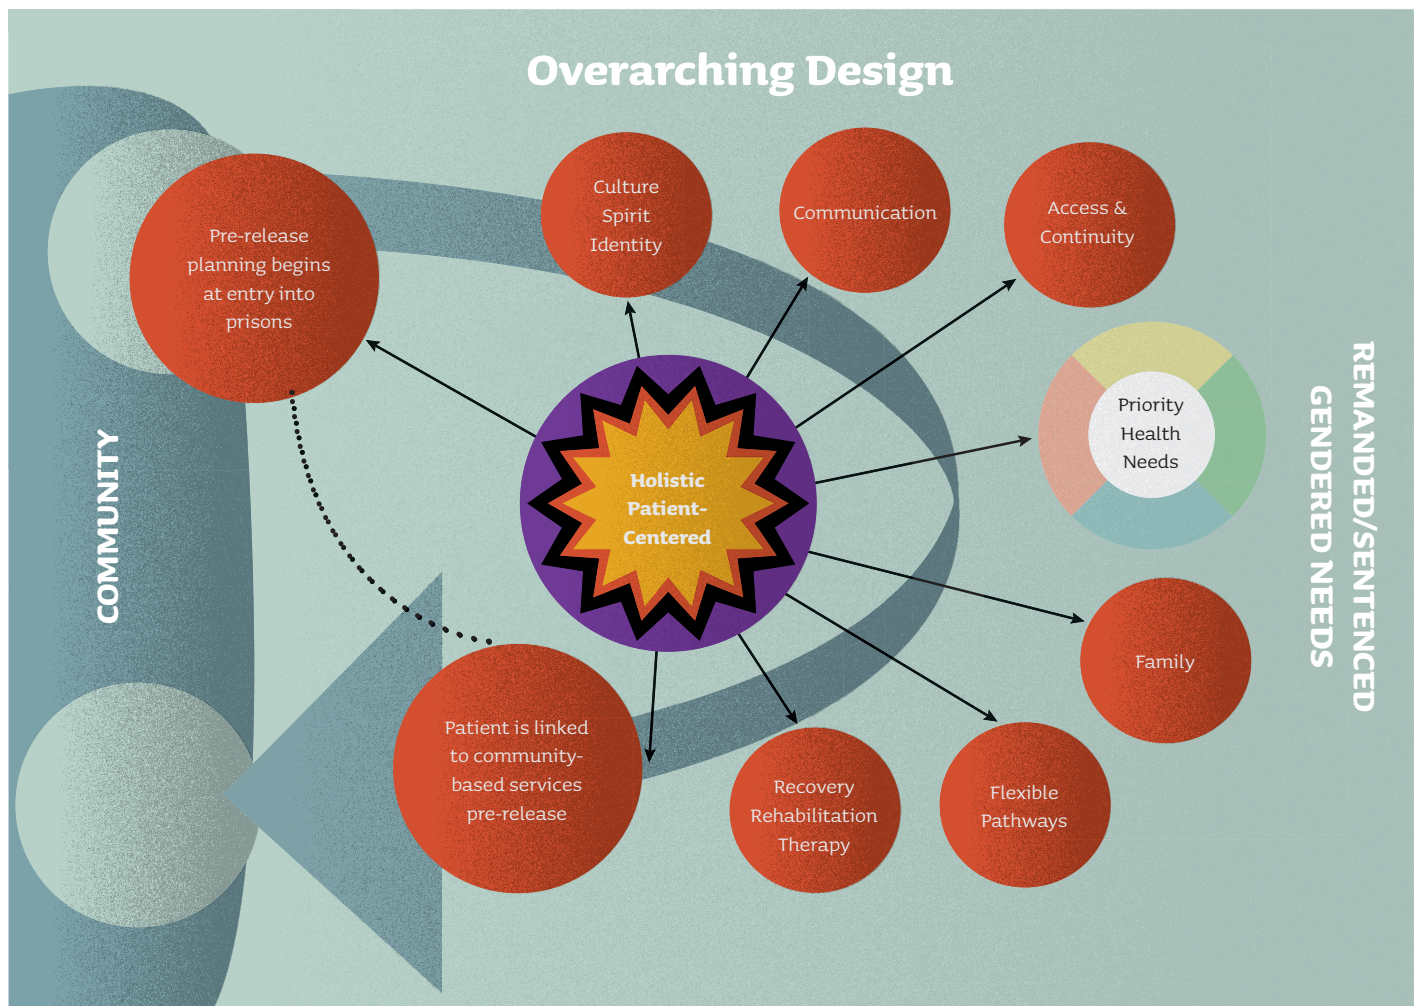 Overarching Design
Pre-release
planning begins
at entry into
prisons
Culture
Spirit
Identity
Communication
Access &
Continuity
Priority
Health
Needs
Holistic
Patient-
Centered
Family
Flexible
Pathways
Recovery
Rehabilitation
Therapy
Patient is linked
to community-
based services
pre-release
COMMUNITY
REMANDED/SENTENCED
GENDERED NEEDS